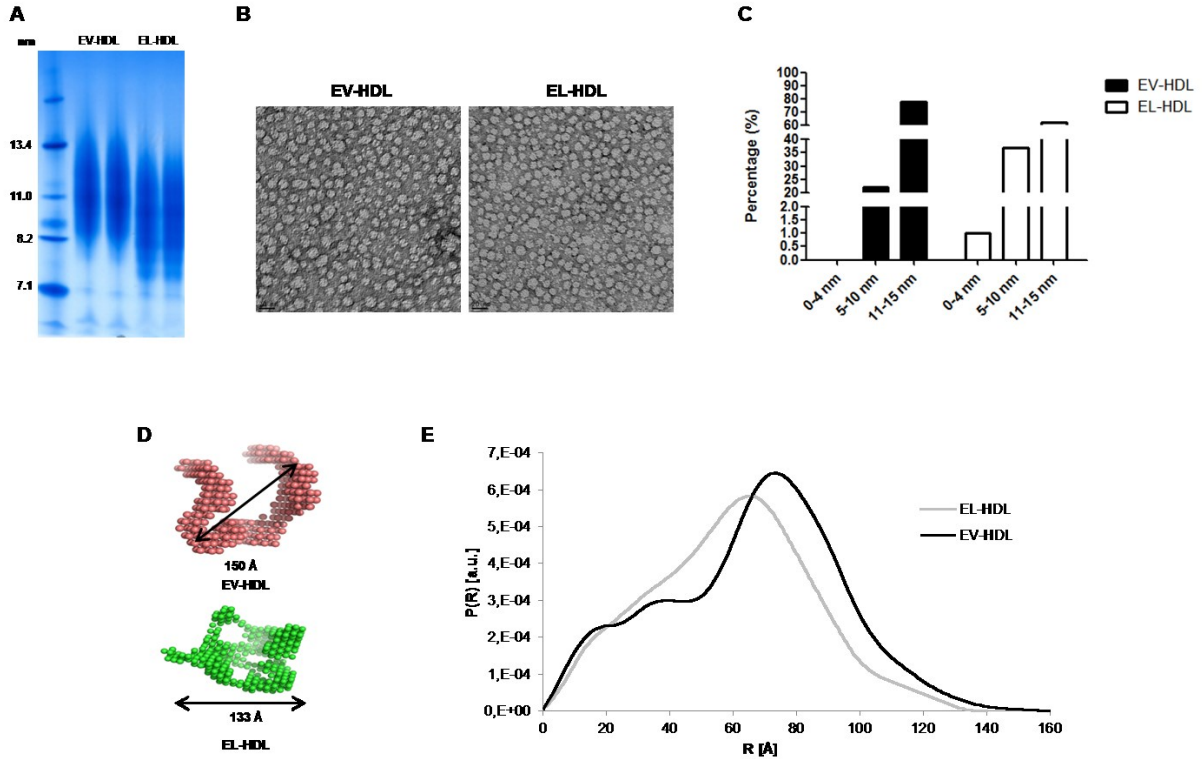 A
nm
EV-HDL EL-HDL
13.4
11.0
8.2
7.1
B
EV-HDL
EL-HDL
C
Percentage (%)
100
90
80
70
60
40
35
30
25
20
2.0
1.5
1.0
0.5
0.0
0-4 nm
5-10 nm
11-15 nm
0-4 nm
5-10 nm
11-15 nm
EV-HDL
EL-HDL
D
150 Å
EV-HDL
133 Å
EL-HDL
E
P(R) [a.u.]
7,E-04
6,E-04
5,E-04
4,E-04
3,E-04
2,E-04
1,E-04
0,E+00
0 20 40 60 80 100 120 140 160
R [Å]
EL-HDL
EV-HDL